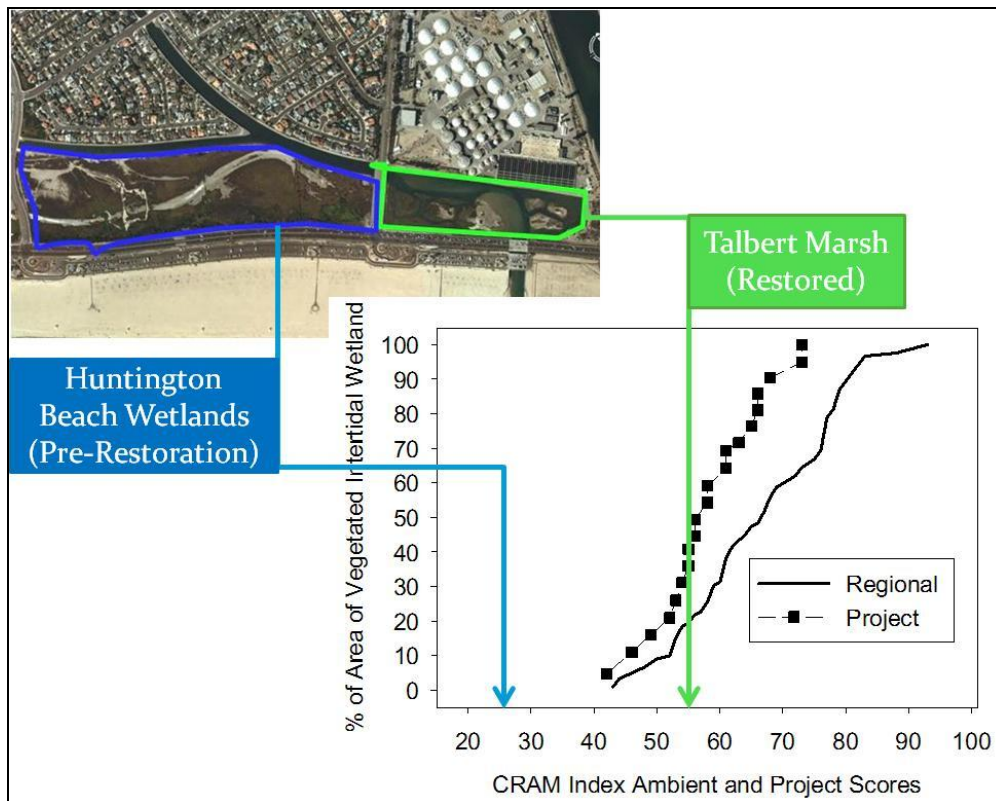 Talbert Marsh
(Restored)
Huntington
Beach Wetlands
(Pre-Restoration)
% of Area of Vegetated Intertidal Wetland
100
90
80
70
60
50
40
30
20
10
0
Regional
Project
20 30 40 50 60 70 80 90 100
CRAM Index Ambient and Project Scores